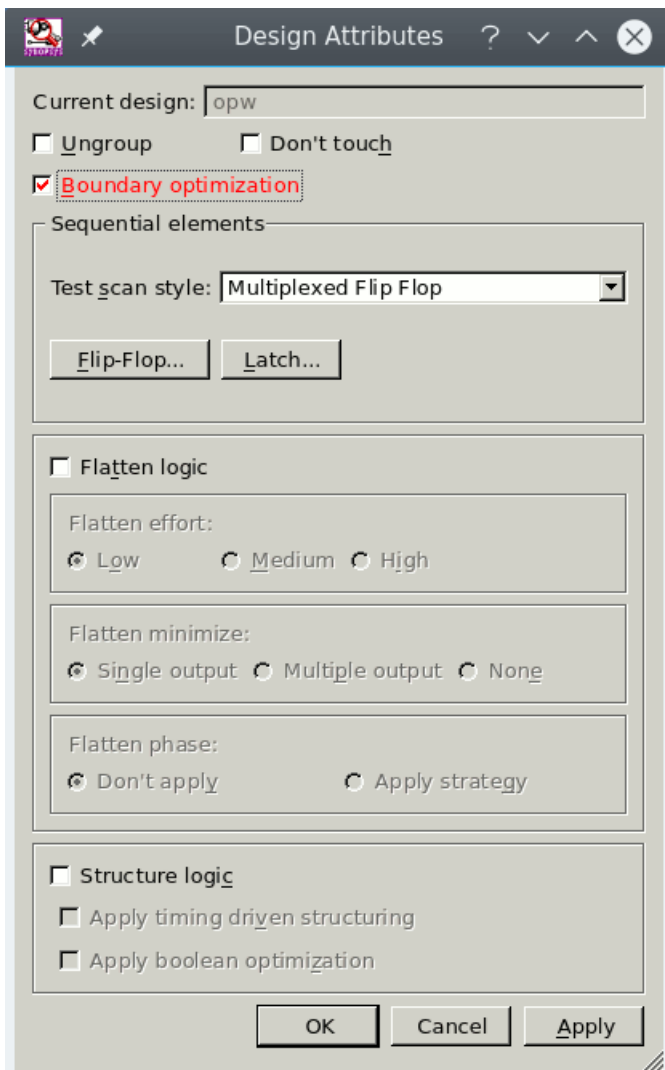 SYNOPSYS
Design Attributes ?
Current design: opw
Ungroup Don't touch
Boundary optimization
Sequential elements
Test scan style: Multiplexed Flip Flop
Flip-Flop... Latch...
Flatten logic
Flatten effort:
Low Medium High
Flatten minimize:
Single output Multiple output None
Flatten phase:
Don't apply Apply strategy
Structure logic
Apply timing driven structuring
Apply boolean optimization
OK Cancel Apply